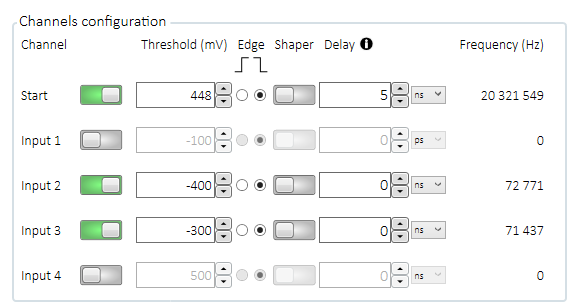 Channels configuration
Channel Threshold (mV) Edge Shaper Delay Frequency (Hz)
Start 448 5 ns 20 321 549
Input 1 -100 0 ps 0
Input 2 -400 0 ns 72 771
Input 3 -300 0 ns 71 437
Input 4 500 0 ns 0